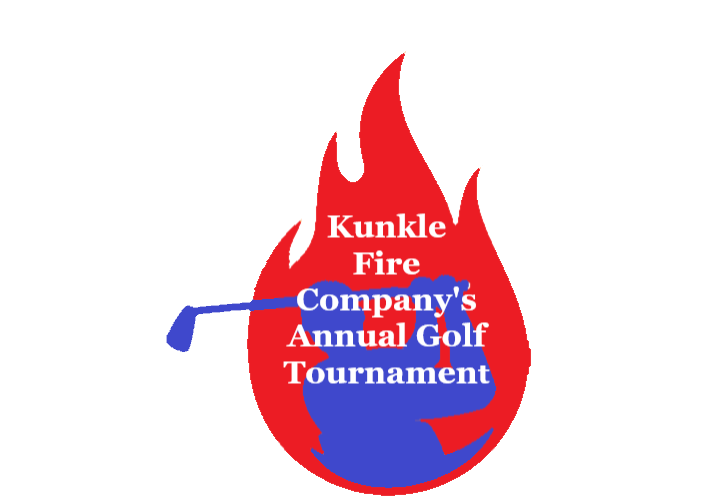 Kunkle
Fire
Company's
Annual Golf
Tournament